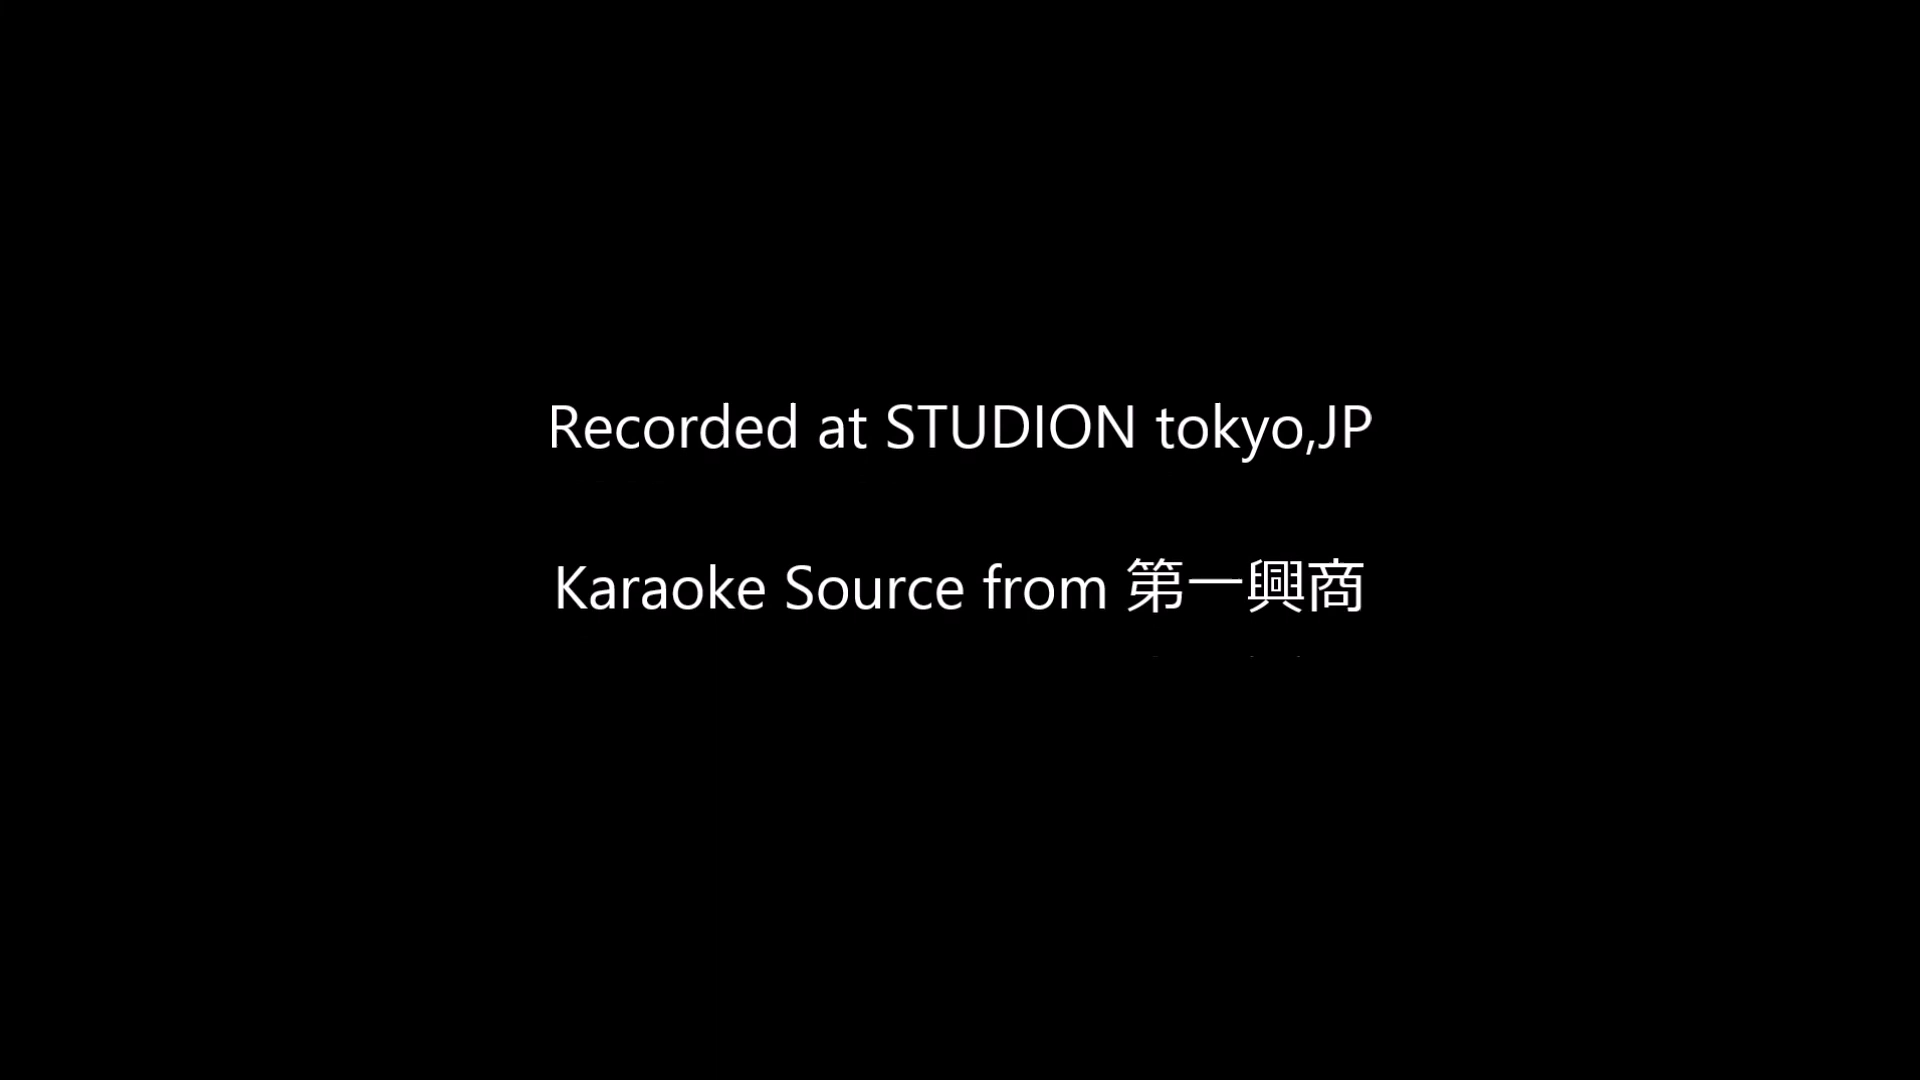 Recorded at STUDION tokyo,JP
Karaoke Source from 第一興商